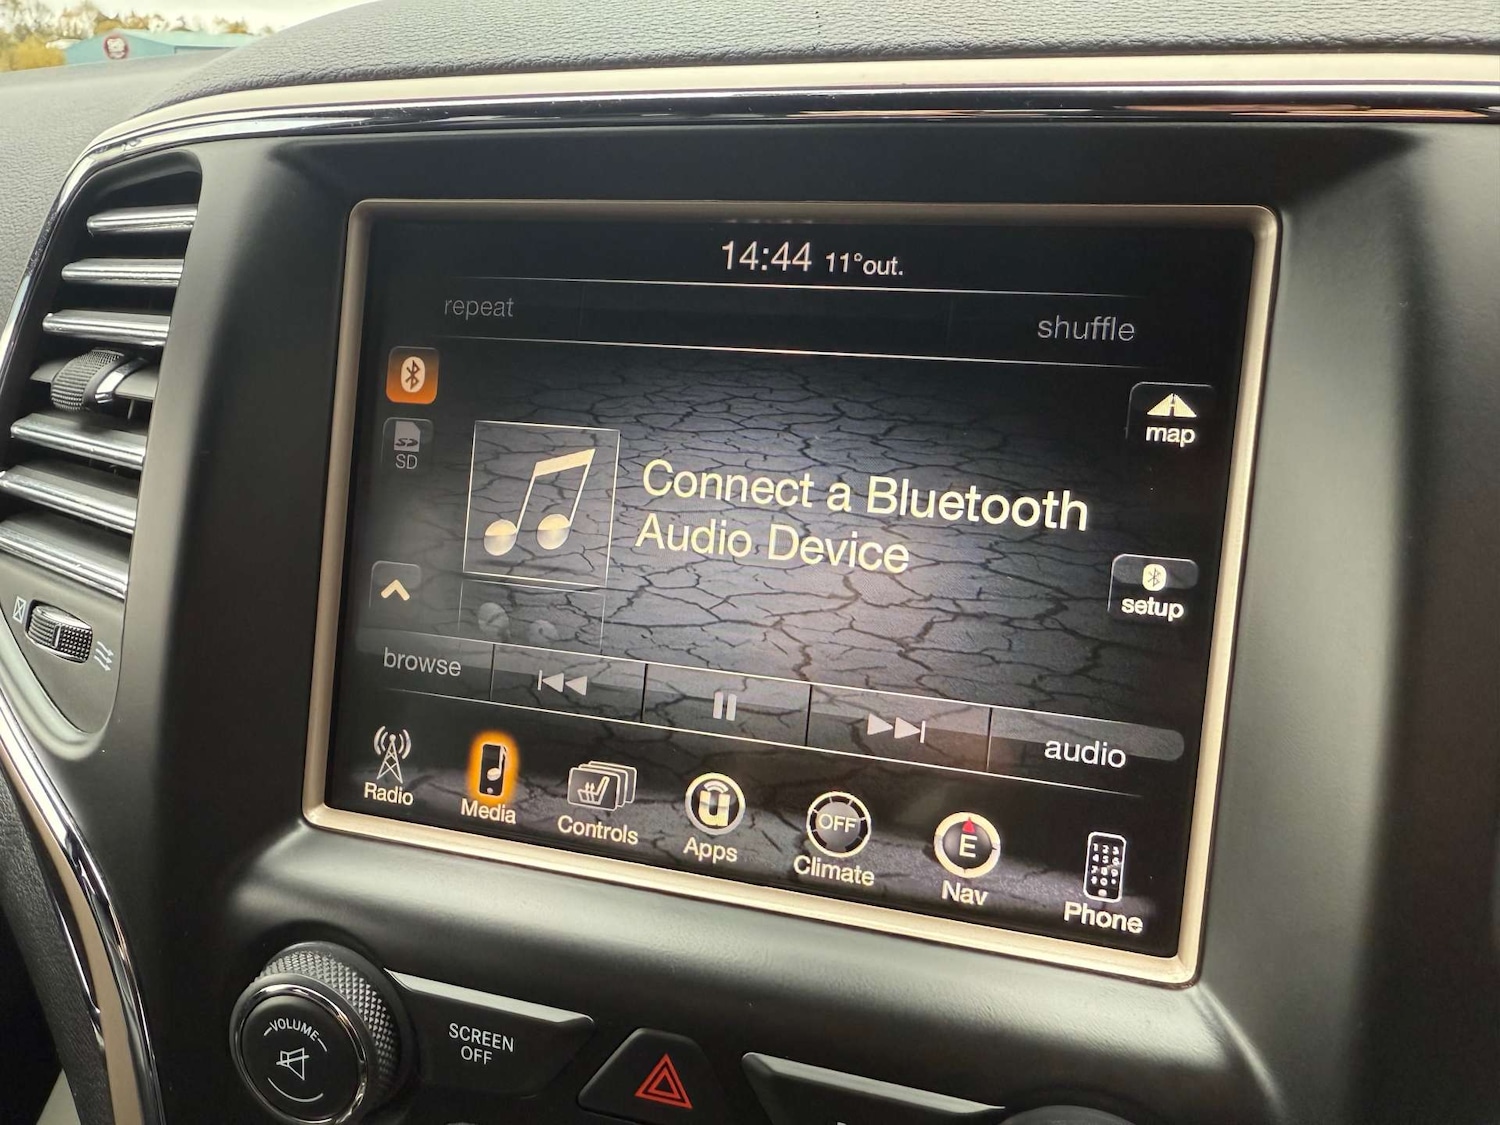 14:44 11°out.
repeat
shuffle
SD
SD
map
Connect a Bluetooth
Audio Device
setup
browse
audio
Radio
Media
Controls
Apps
OFF
Climate
E
Nav
Phone
VOLUME
SCREEN
OFF